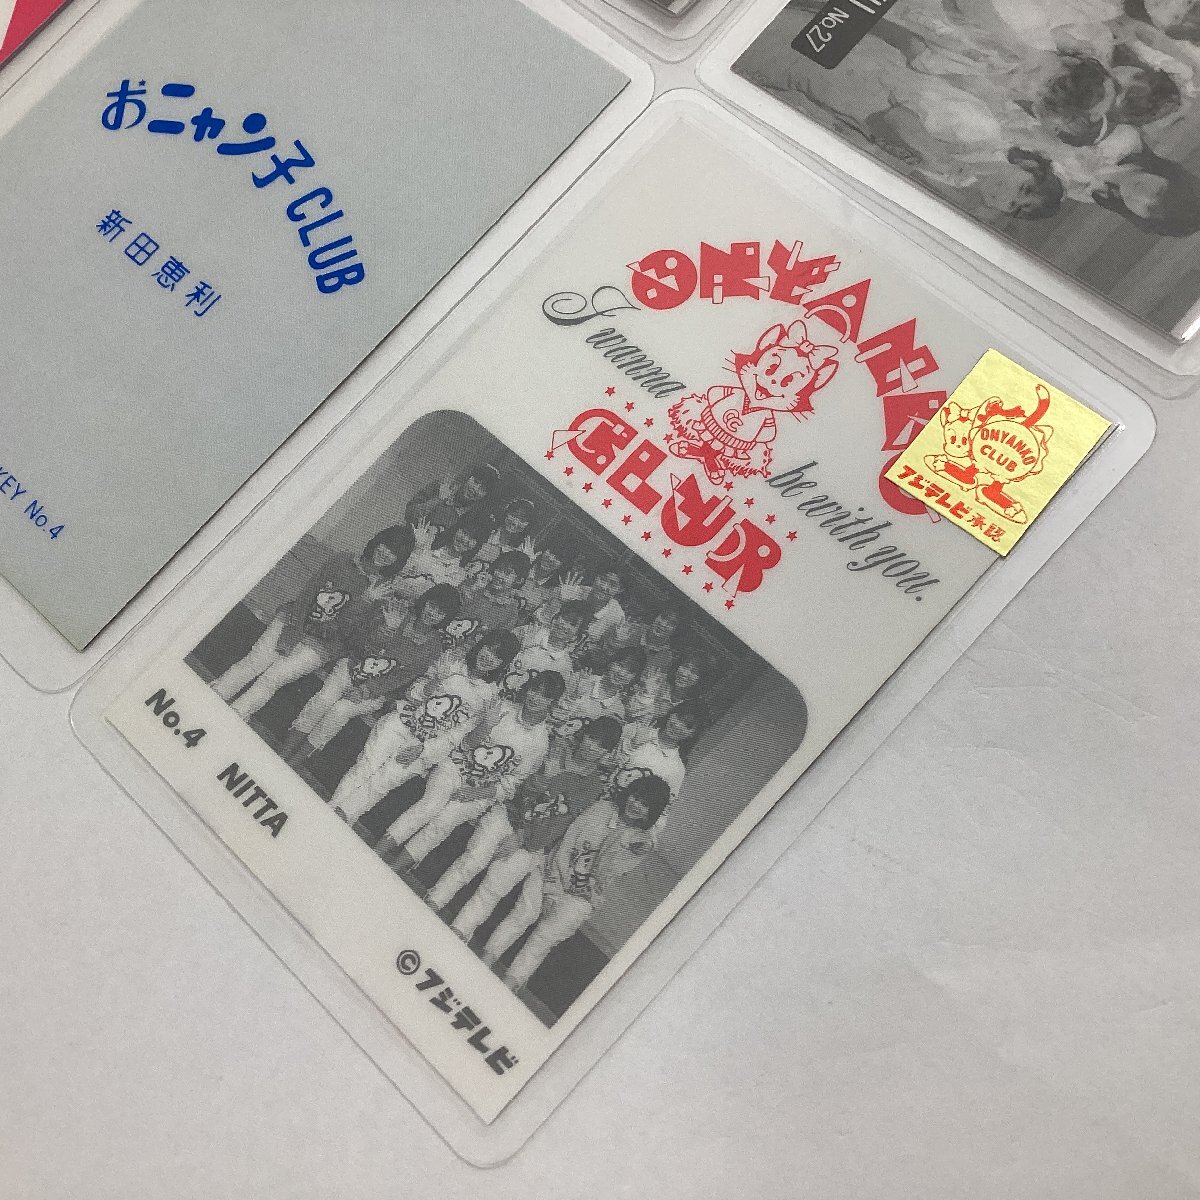 おニャン子CLUB
新田恵利
KEY No.4
No.27
ONYANKO
CLUB
I wanna
be with you.
CC
ONYANKO
CLUB
フジテレビ承認
No.4 NITTA
©フジテレビ